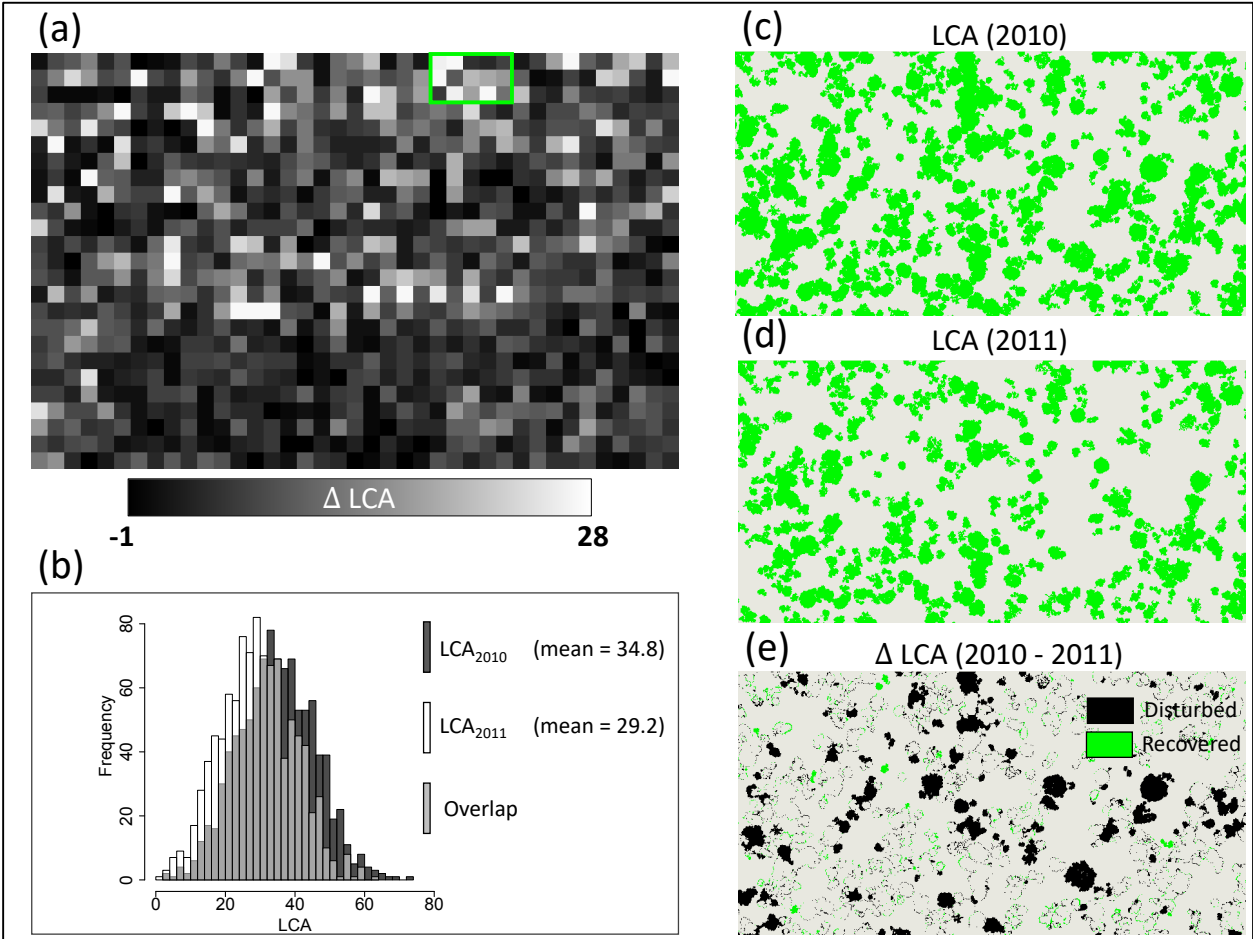 (a)
Δ LCA
-1 28
(b)
Frequency
80
60
40
20
0
0 20 40 60 80
LCA
LCA₂₀₁₀ (mean = 34.8)
LCA₂₀₁₁ (mean = 29.2)
Overlap
(c)
LCA (2010)
(d)
LCA (2011)
(e)
Δ LCA (2010 - 2011)
Disturbed
Recovered